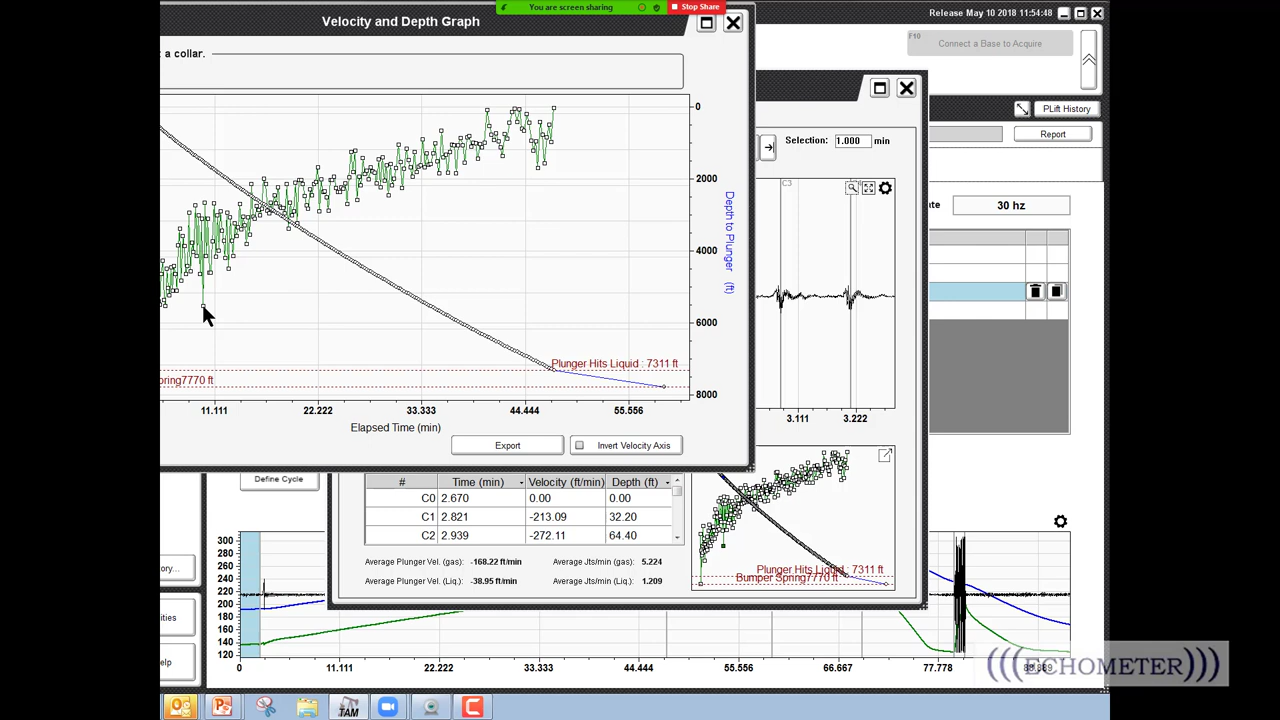 You are screen sharing
Stop Share
Velocity and Depth Graph
Release May 10 2018 11:54:48
F10
Connect a Base to Acquire
t a collar.
PLift History
Report
Selection: 1.000 min
30 hz
0
2000
4000
6000
8000
Depth to Plunger (ft)
C3
Plunger Hits Liquid : 7311 ft
pring7770 ft
11.111
22.222
33.333
44.444
55.556
Elapsed Time (min)
3.111
3.222
Export
Invert Velocity Axis
Define Cycle
# Time (min) Velocity (ft/min) Depth (ft)
C0 2.670 0.00 0.00
C1 2.821 -213.09 32.20
C2 2.939 -272.11 64.40
Average Plunger Vel. (gas): -168.22 ft/min Average Jts/min (gas) 5.224
Average Plunger Vel. (Liq.): -38.95 ft/min Average Jts/min (Liq.) 1.209
Plunger Hits Liquid : 7311 ft
Bumper Spring7770 ft
ory...
ities
elp
300
280
260
240
220
200
180
160
140
120
0
11.111
22.222
33.333
44.444
55.556
66.667
77.778
(((ECHOMETER)))
TAM